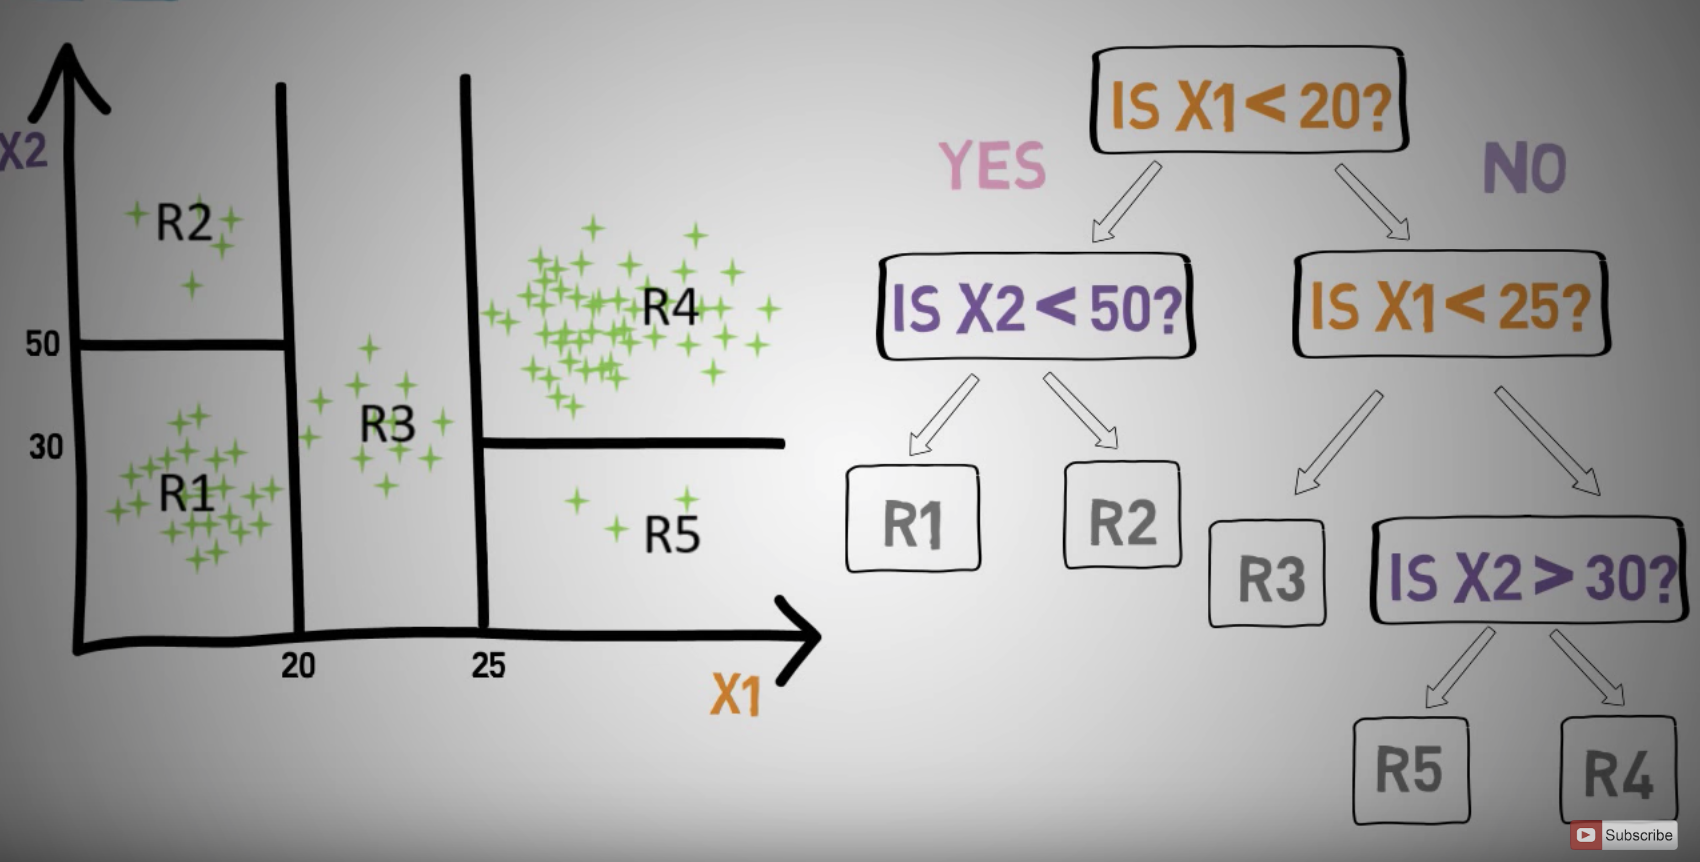 X2
R2
50
30
R1
R3
R4
R5
20
25
X1
IS X1 < 20?
YES
NO
IS X2 < 50?
IS X1 < 25?
R1
R2
R3
IS X2 > 30?
R5
R4
Subscribe